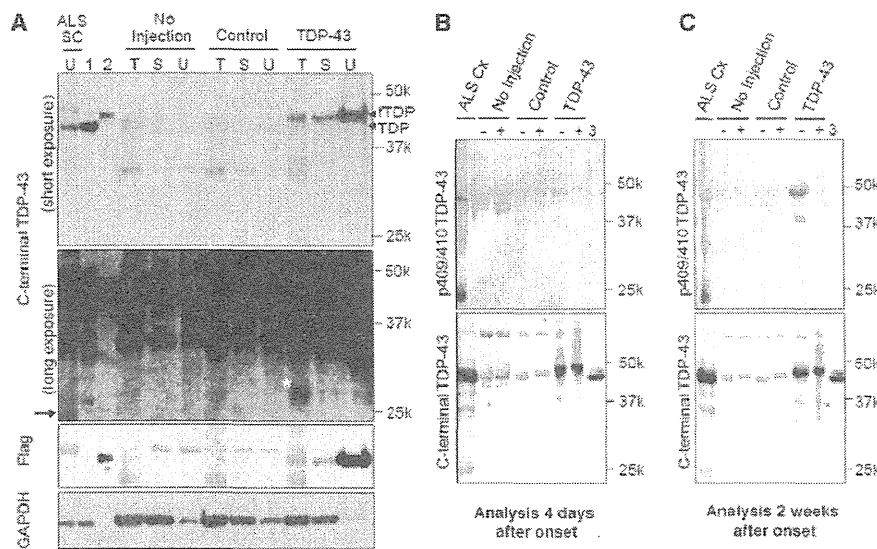 A
ALS
SC
No
Injection
Control
TDP-43
U 1 2 T S U T S U T S U
C-terminal TDP-43
(short exposure)
50k
fTDP
TDP
37k
25k
(long exposure)
50k
37k
25k
Flag
GAPDH
B
ALS Cx
No Injection
Control
TDP-43
- + - + - + 3
p409/410 TDP-43
50k
37k
25k
C-terminal TDP-43
50k
37k
25k
Analysis 4 days
after onset
C
ALS Cx
No Injection
Control
TDP-43
- + - + - + 3
p409/410 TDP-43
50k
37k
25k
C-terminal TDP-43
50k
37k
25k
Analysis 2 weeks
after onset